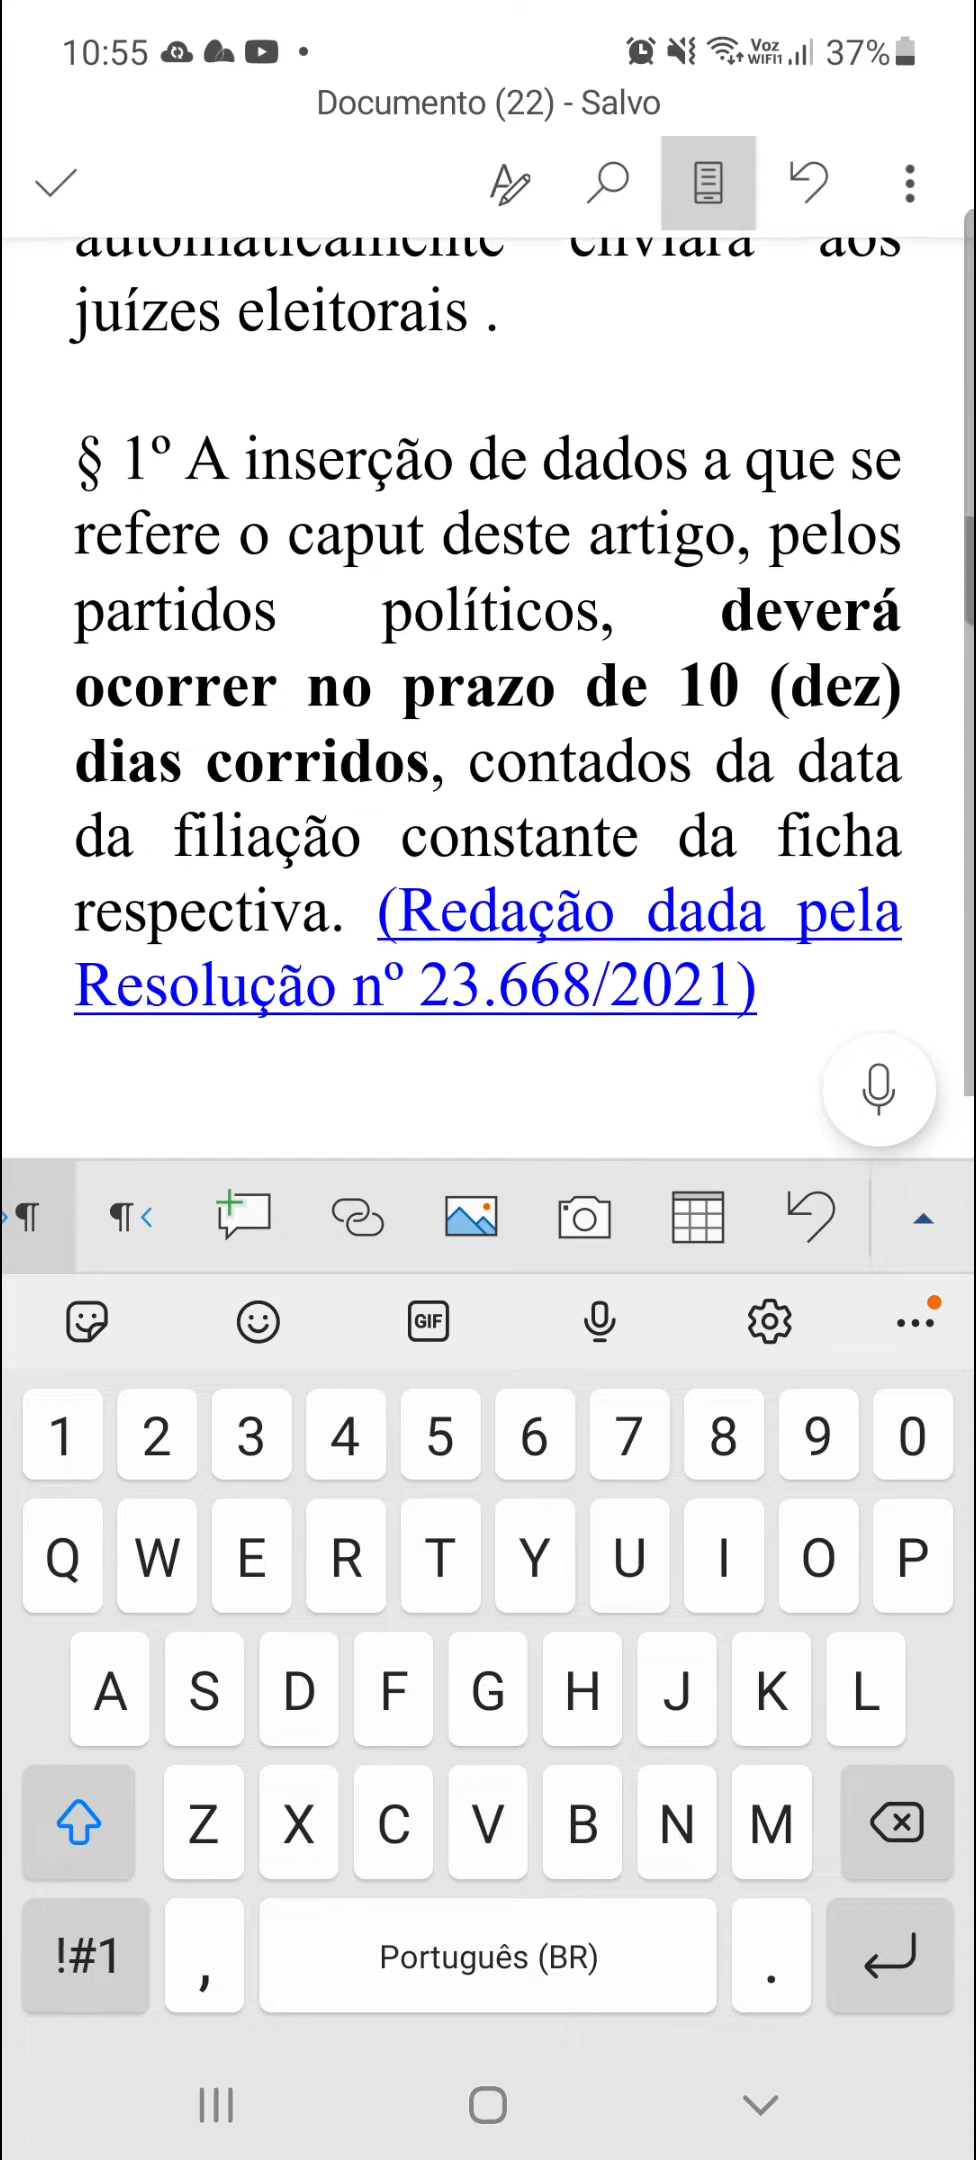 10:55
Voz
WIFI1
37%
Documento (22) - Salvo
automaticamente enviará aos
juízes eleitorais .
§ 1º A inserção de dados a que se
refere o caput deste artigo, pelos
partidos políticos, deverá
ocorrer no prazo de 10 (dez)
dias corridos, contados da data
da filiação constante da ficha
respectiva. (Redação dada pela
Resolução nº 23.668/2021)
GIF
1 2 3 4 5 6 7 8 9 0
Q W E R T Y U I O P
A S D F G H J K L
Z X C V B N M
!#1 , Português (BR) .